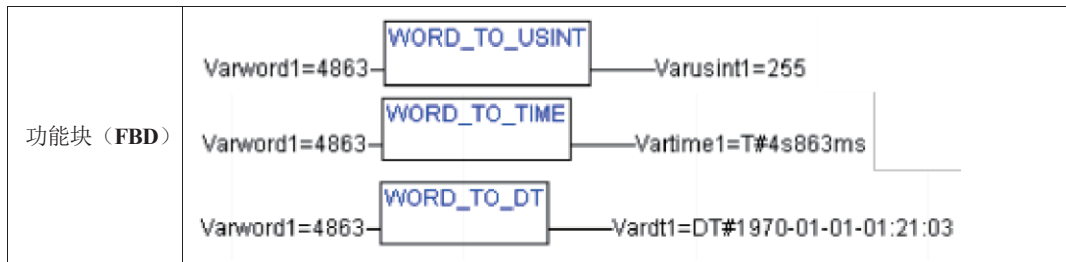 WORD_TO_USINT
Varword1=4863 Varusint1=255
WORD_TO_TIME
功能块（FBD） Varword1=4863 Vartime1=T#4s863ms
WORD_TO_DT
Varword1=4863 Vardt1=DT#1970-01-01-01:21:03